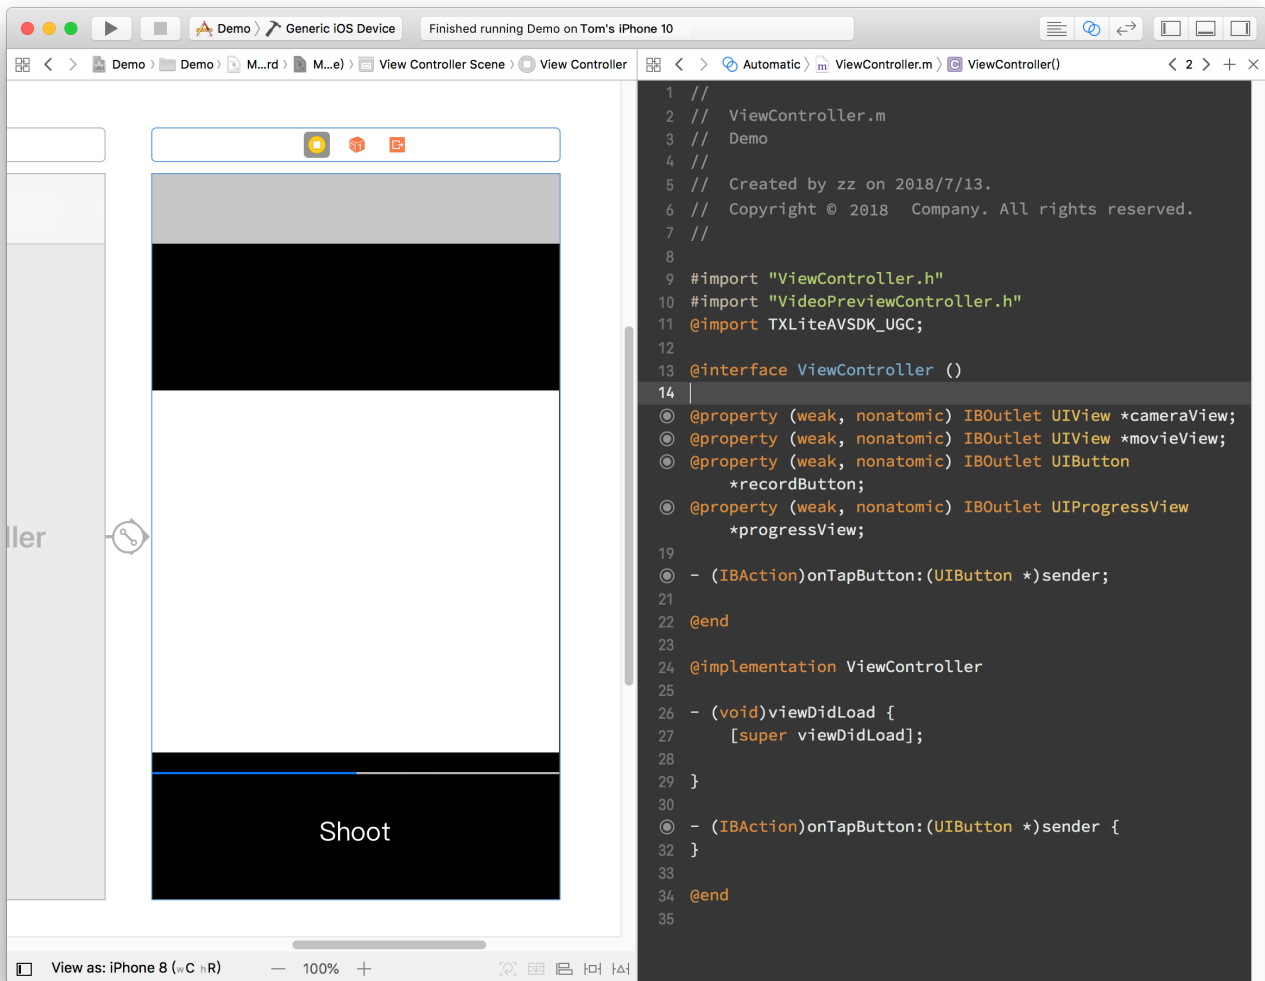 Demo
Generic iOS Device
Finished running Demo on Tom's iPhone 10
Demo
Demo
M...rd
M...e)
View Controller Scene
View Controller
Automatic
ViewController.m
ViewController()
2
ller
Shoot
View as: iPhone 8 (wC hR)
100%
1 //
2 // ViewController.m
3 // Demo
4 //
5 // Created by zz on 2018/7/13.
6 // Copyright © 2018 Company. All rights reserved.
7 //
8
9 #import "ViewController.h"
10 #import "VideoPreviewController.h"
11 @import TXLiteAVSDK_UGC;
12
13 @interface ViewController ()
14
@property (weak, nonatomic) IBOutlet UIView *cameraView;
@property (weak, nonatomic) IBOutlet UIView *movieView;
@property (weak, nonatomic) IBOutlet UIButton
*recordButton;
@property (weak, nonatomic) IBOutlet UIProgressView
*progressView;
19
- (IBAction)onTapButton:(UIButton *)sender;
21
22 @end
23
24 @implementation ViewController
25
26 - (void)viewDidLoad {
27 [super viewDidLoad];
28
29 }
30
- (IBAction)onTapButton:(UIButton *)sender {
32 }
33
34 @end
35